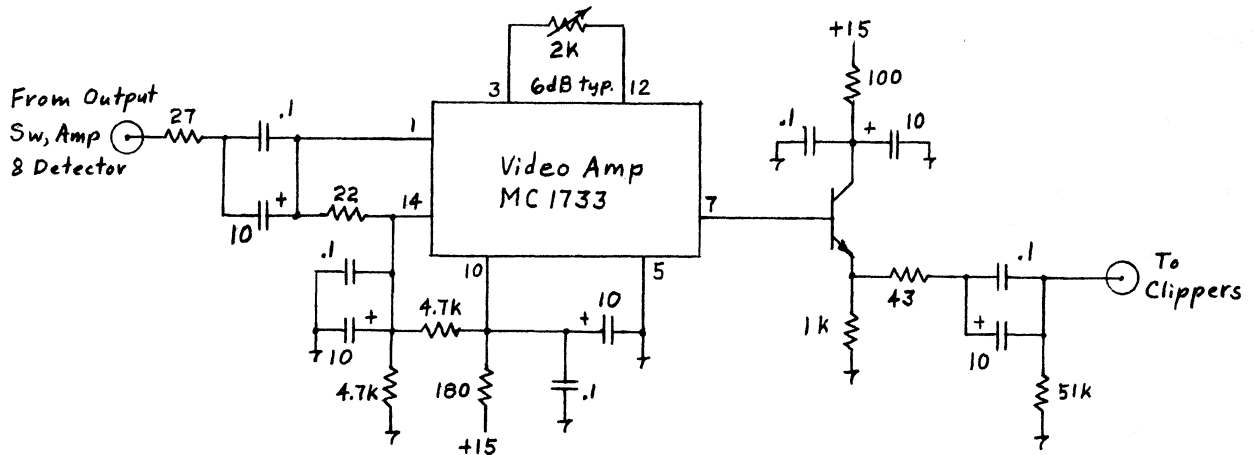 From Output
Sw, Amp
& Detector
27
.1
10
+
22
1
14
3
2K
6dB typ.
12
Video Amp
MC 1733
7
10
5
.1
10
+
4.7k
4.7k
180
+15
10
+
.1
+15
100
.1
+
10
1k
43
.1
+
10
51k
To
Clippers